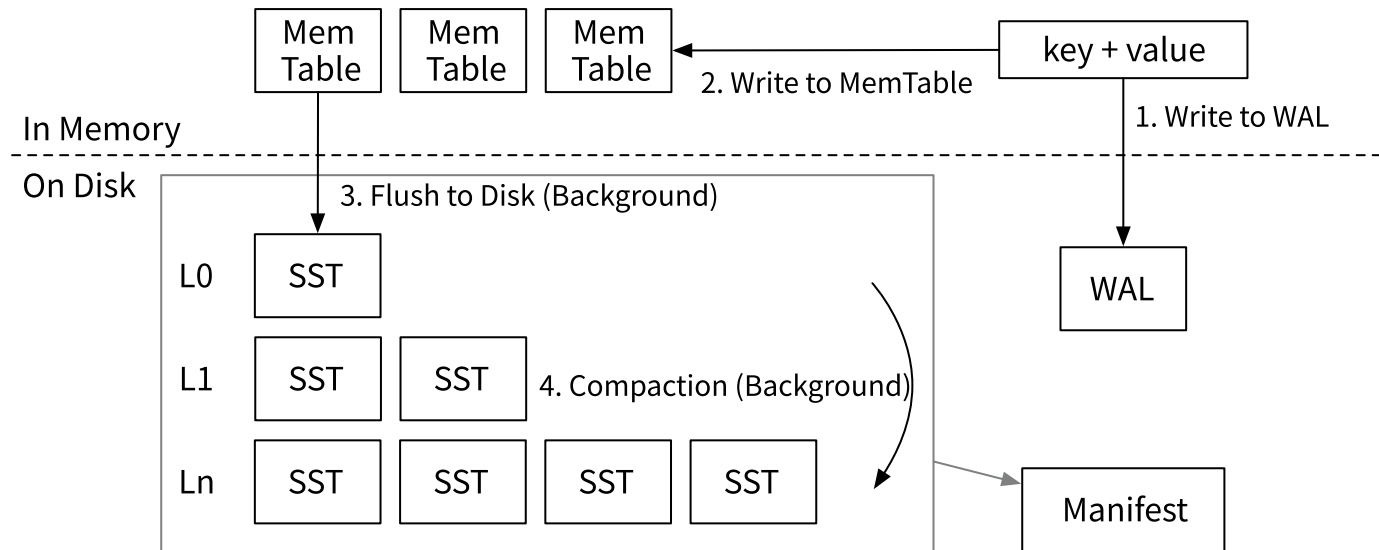 Mem
Table
Mem
Table
Mem
Table
key + value
2. Write to MemTable
1. Write to WAL
In Memory
On Disk
3. Flush to Disk (Background)
L0
SST
WAL
L1
SST
SST
4. Compaction (Background)
Ln
SST
SST
SST
SST
Manifest